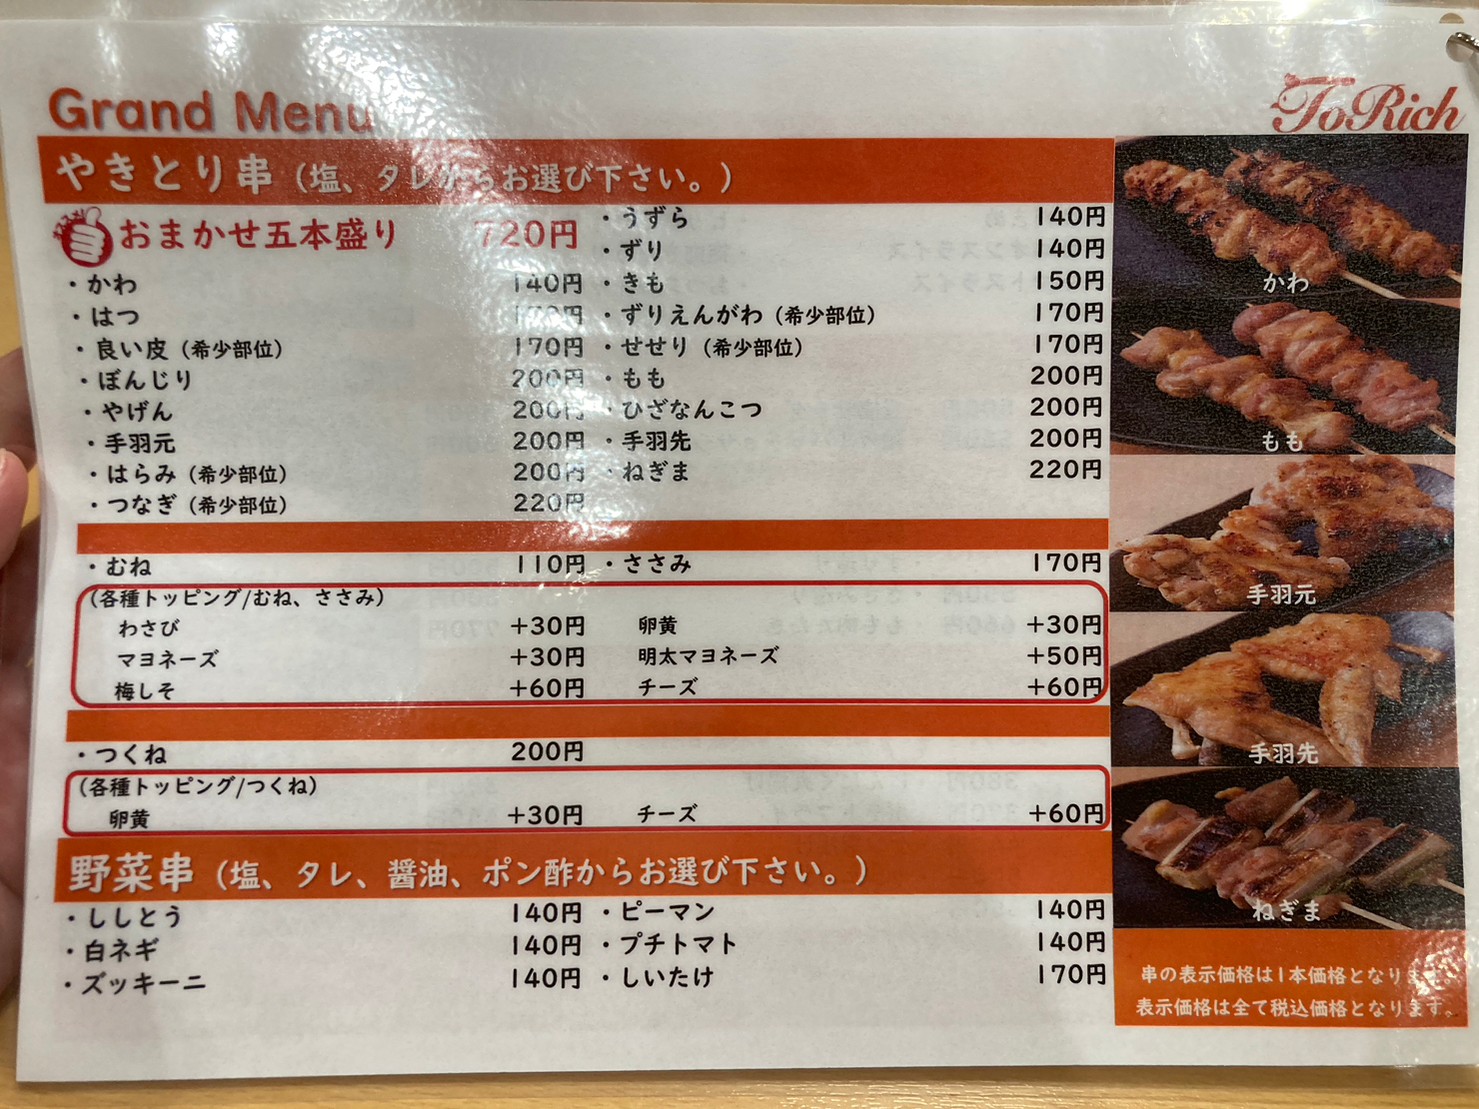 Grand Menu
ToRich
やきとり串（塩、タレからお選び下さい。）
オススメ!
おまかせ五本盛り 720円
・かわ 140円
・はつ
・良い皮（希少部位） 170円
・ぼんじり 200円
・やげん 200円
・手羽元 200円
・はらみ（希少部位） 200円
・つなぎ（希少部位） 220円
・うずら 140円
・ずり 140円
・きも 150円
・ずりえんがわ（希少部位） 170円
・せせり（希少部位） 170円
・もも 200円
・ひざなんこつ 200円
・手羽先 200円
・ねぎま 220円
・むね 110円 ・ささみ 170円
（各種トッピング/むね、ささみ）
わさび +30円 卵黄 +30円
マヨネーズ +30円 明太マヨネーズ +50円
梅しそ +60円 チーズ +60円
・つくね 200円
（各種トッピング/つくね）
卵黄 +30円 チーズ +60円
野菜串（塩、タレ、醤油、ポン酢からお選び下さい。）
・ししとう 140円 ・ピーマン 140円
・白ネギ 140円 ・プチトマト 140円
・ズッキーニ 140円 ・しいたけ 170円
かわ
もも
手羽元
手羽先
ねぎま
串の表示価格は1本価格となります。
表示価格は全て税込価格となります。